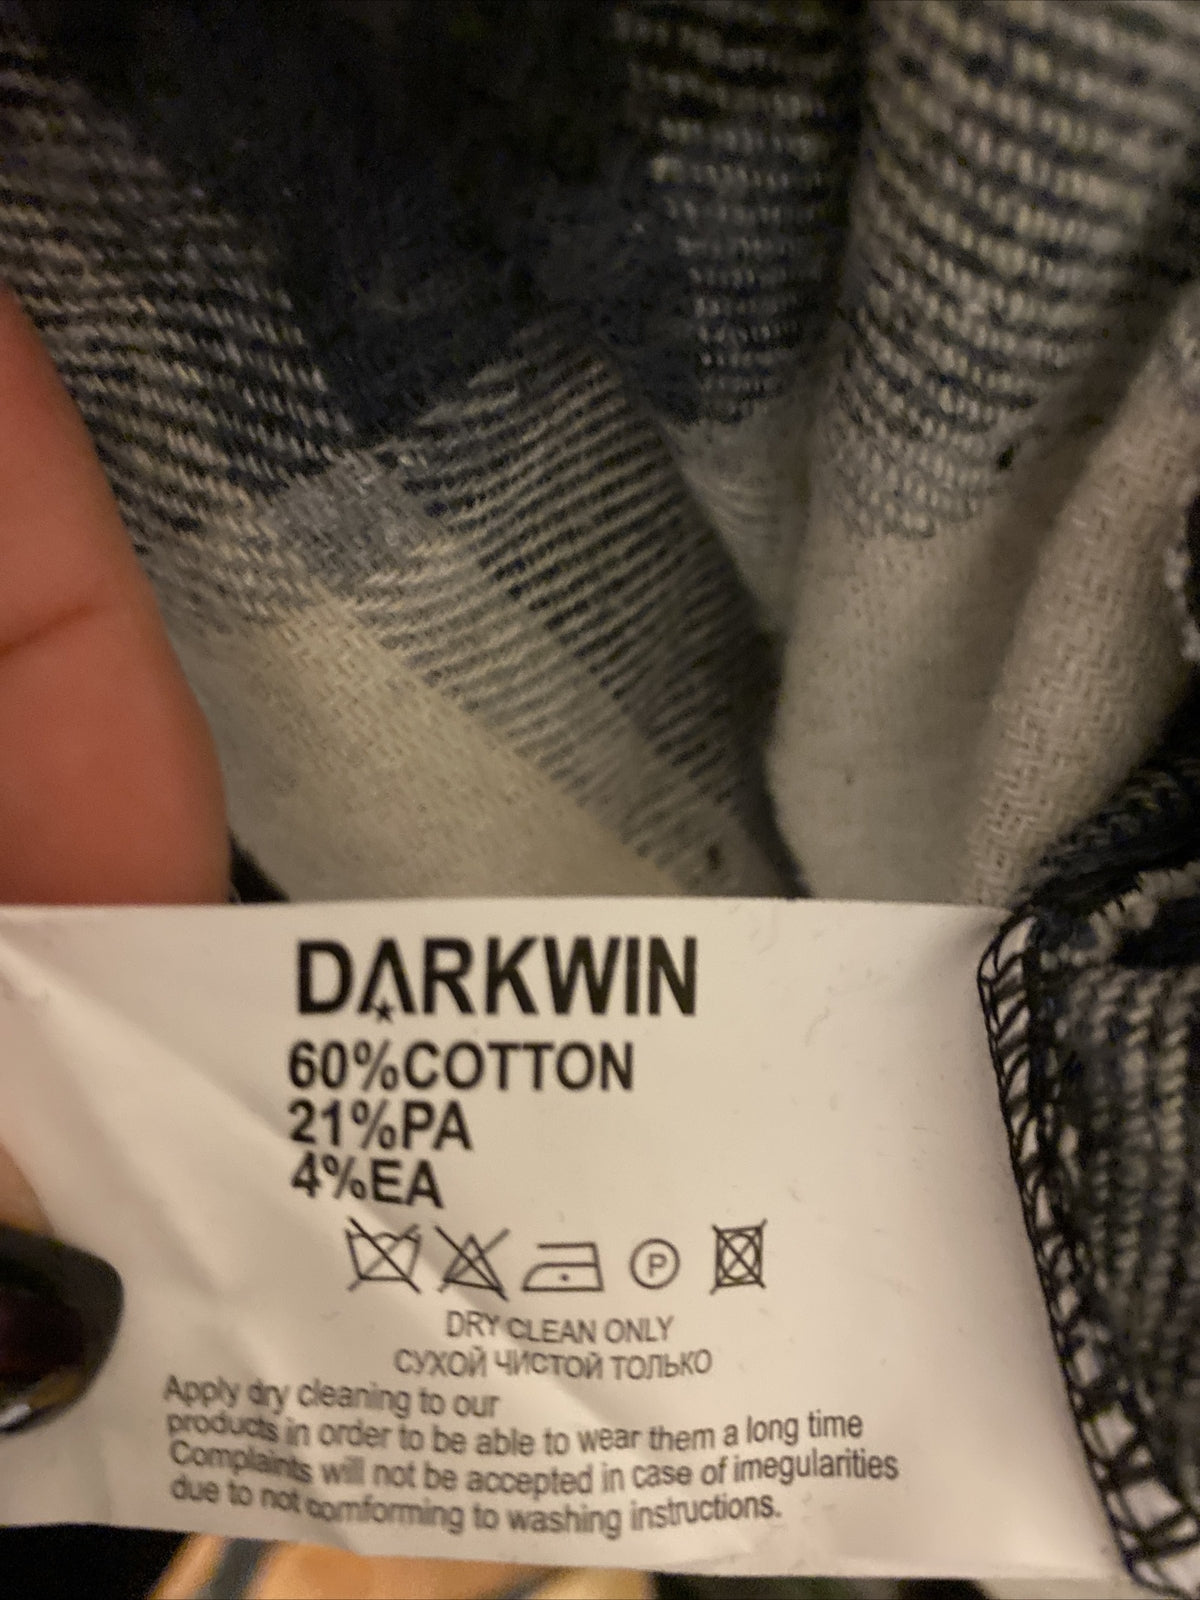 DARKWIN
60%COTTON
21%PA
4%EA
P
DRY CLEAN ONLY
СУХОЙ ЧИСТОЙ ТОЛЬКО
Apply dry cleaning to our
products in order to be able to wear them a long time
Complaints will not be accepted in case of imegularities
due to not comforming to washing instructions.